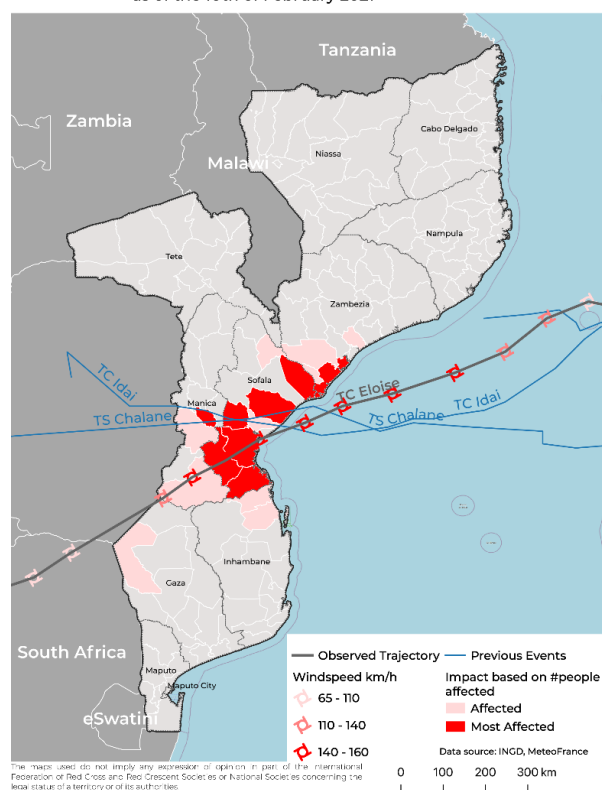 Tanzania
Zambia
Cabo Delgado
Malawi
Niassa
Nampula
Tete
Zambezia
Sofala
TC Idai
TC Eloise
Manica
TC Idai
TS Chalane
TS Chalane
Inhambane
Gaza
South Africa
Maputo
Maputo City
eSwatini
Observed Trajectory
Previous Events
Windspeed km/h
65 - 110
110 - 140
140 - 160
Impact based on #people
affected
Affected
Most Affected
Data source: INGD, MeteoFrance
0 100 200 300 km
The maps used do not imply any expression of opinion in part of the International
Federation of Red Cross and Red Crescent Societies or National Societies concerning the
legal status of a territory or of its authorities